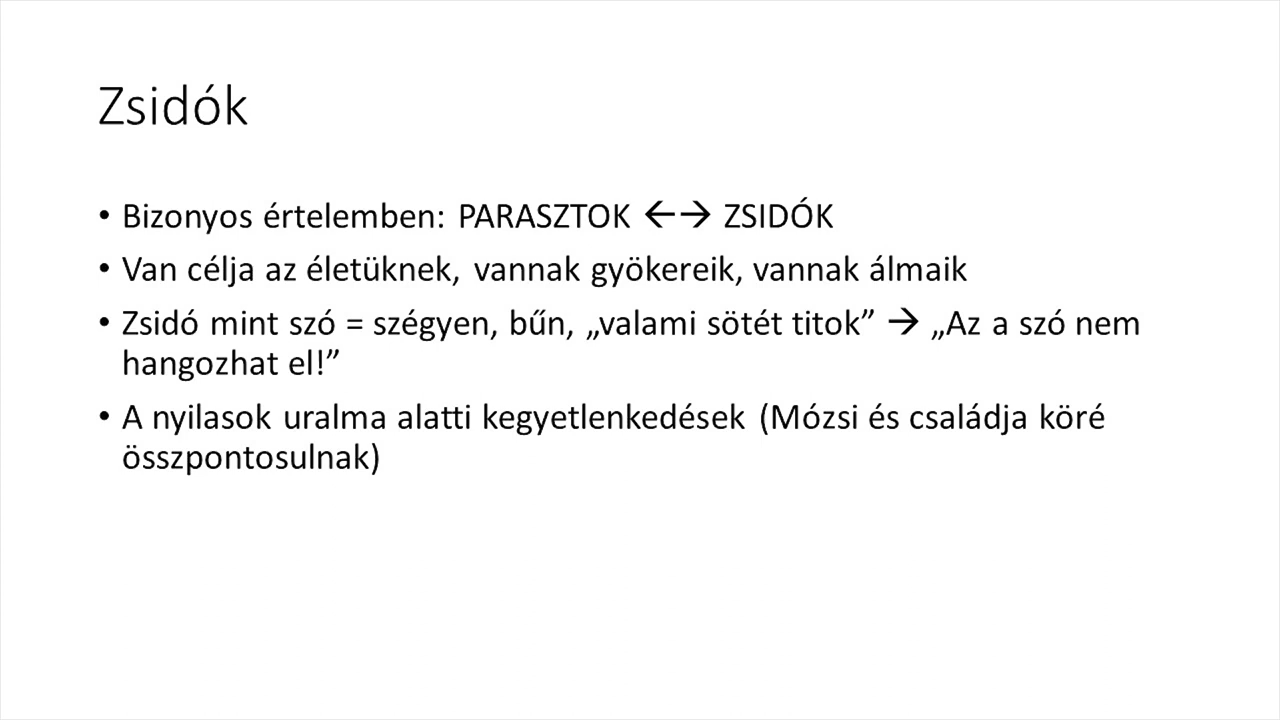 Zsidók
• Bizonyos értelemben: PARASZTOK ←→ ZSIDÓK
• Van célja az életüknek, vannak gyökereik, vannak álmaik
• Zsidó mint szó = szégyen, bűn, „valami sötét titok” → „Az a szó nem
hangozhat el!”
• A nyilasok uralma alatti kegyetlenkedések (Mózsi és családja köré
összpontosulnak)